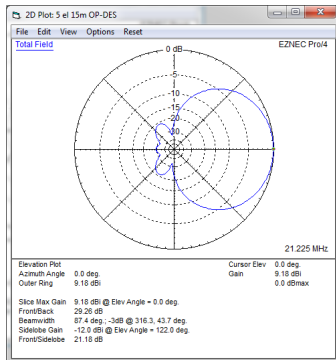 2D Plot: 5 el 15m OP-DES
File Edit View Options Reset
Total Field
EZNEC Pro/4
0 dB
-5
-10
-15
-20
-30
21.225 MHz
Elevation Plot
Azimuth Angle 0.0 deg.
Outer Ring 9.18 dBi
Cursor Elev 0.0 deg.
Gain 9.18 dBi
0.0 dBmax
Slice Max Gain 9.18 dBi @ Elev Angle = 0.0 deg.
Front/Back 29.26 dB
Beamwidth 87.4 deg.; -3dB @ 316.3, 43.7 deg.
Sidelobe Gain -12.0 dBi @ Elev Angle = 122.0 deg.
Front/Sidelobe 21.18 dB